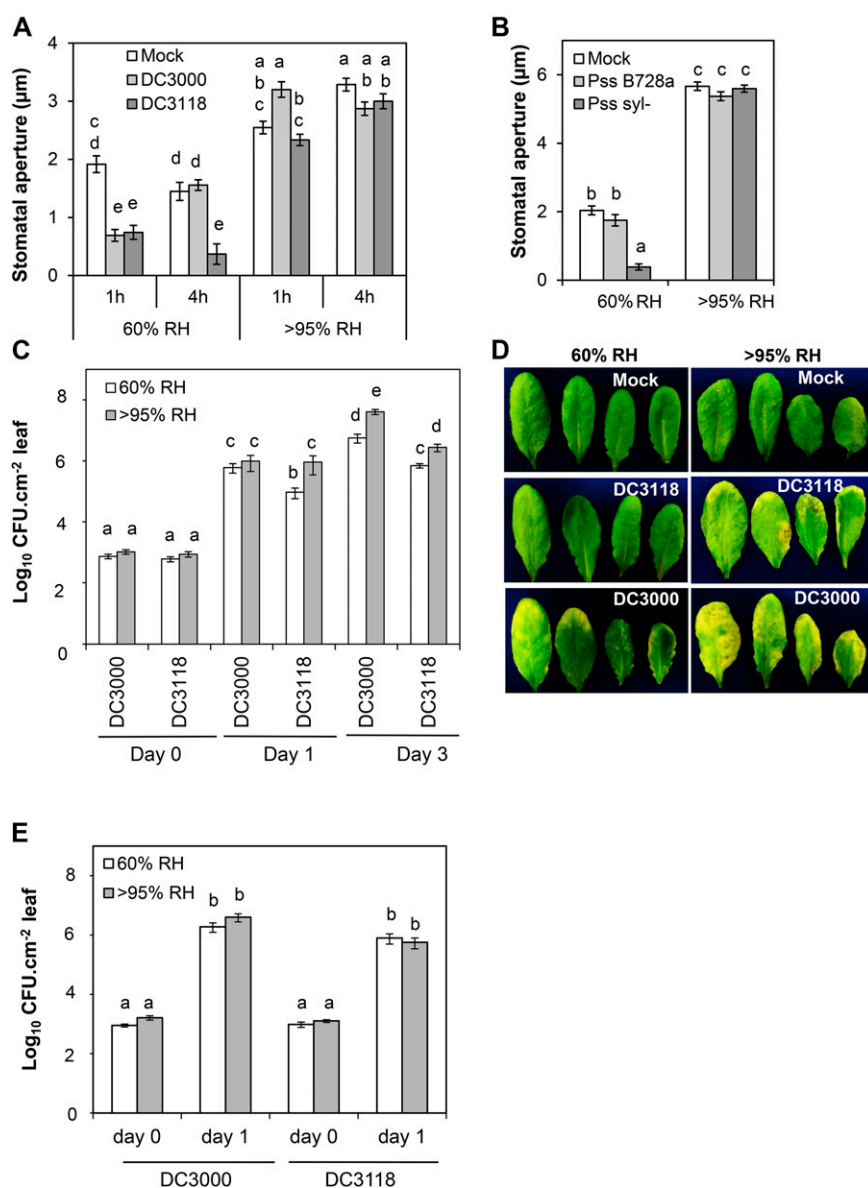 A
Stomatal aperture (µm)
4
3
2
1
0
Mock
DC3000
DC3118
c
d
e e
d d
e
a a
b
c
b
c
a a a
b b
1h 4h 1h 4h
60% RH >95% RH
B
Stomatal aperture (µm)
6
4
2
0
Mock
Pss B728a
Pss syl-
b b
a
c c c
60% RH >95% RH
C
Log10 CFU.cm-2 leaf
8
6
4
2
0
60% RH
>95% RH
a a a a
c c
b c
d e
c d
DC3000 DC3118 DC3000 DC3118 DC3000 DC3118
Day 0 Day 1 Day 3
D
60% RH >95% RH
Mock Mock
DC3118 DC3118
DC3000 DC3000
E
Log10 CFU.cm-2 leaf
8
6
4
2
0
60% RH
>95% RH
a a b b a a b b
day 0 day 1 day 0 day 1
DC3000 DC3118